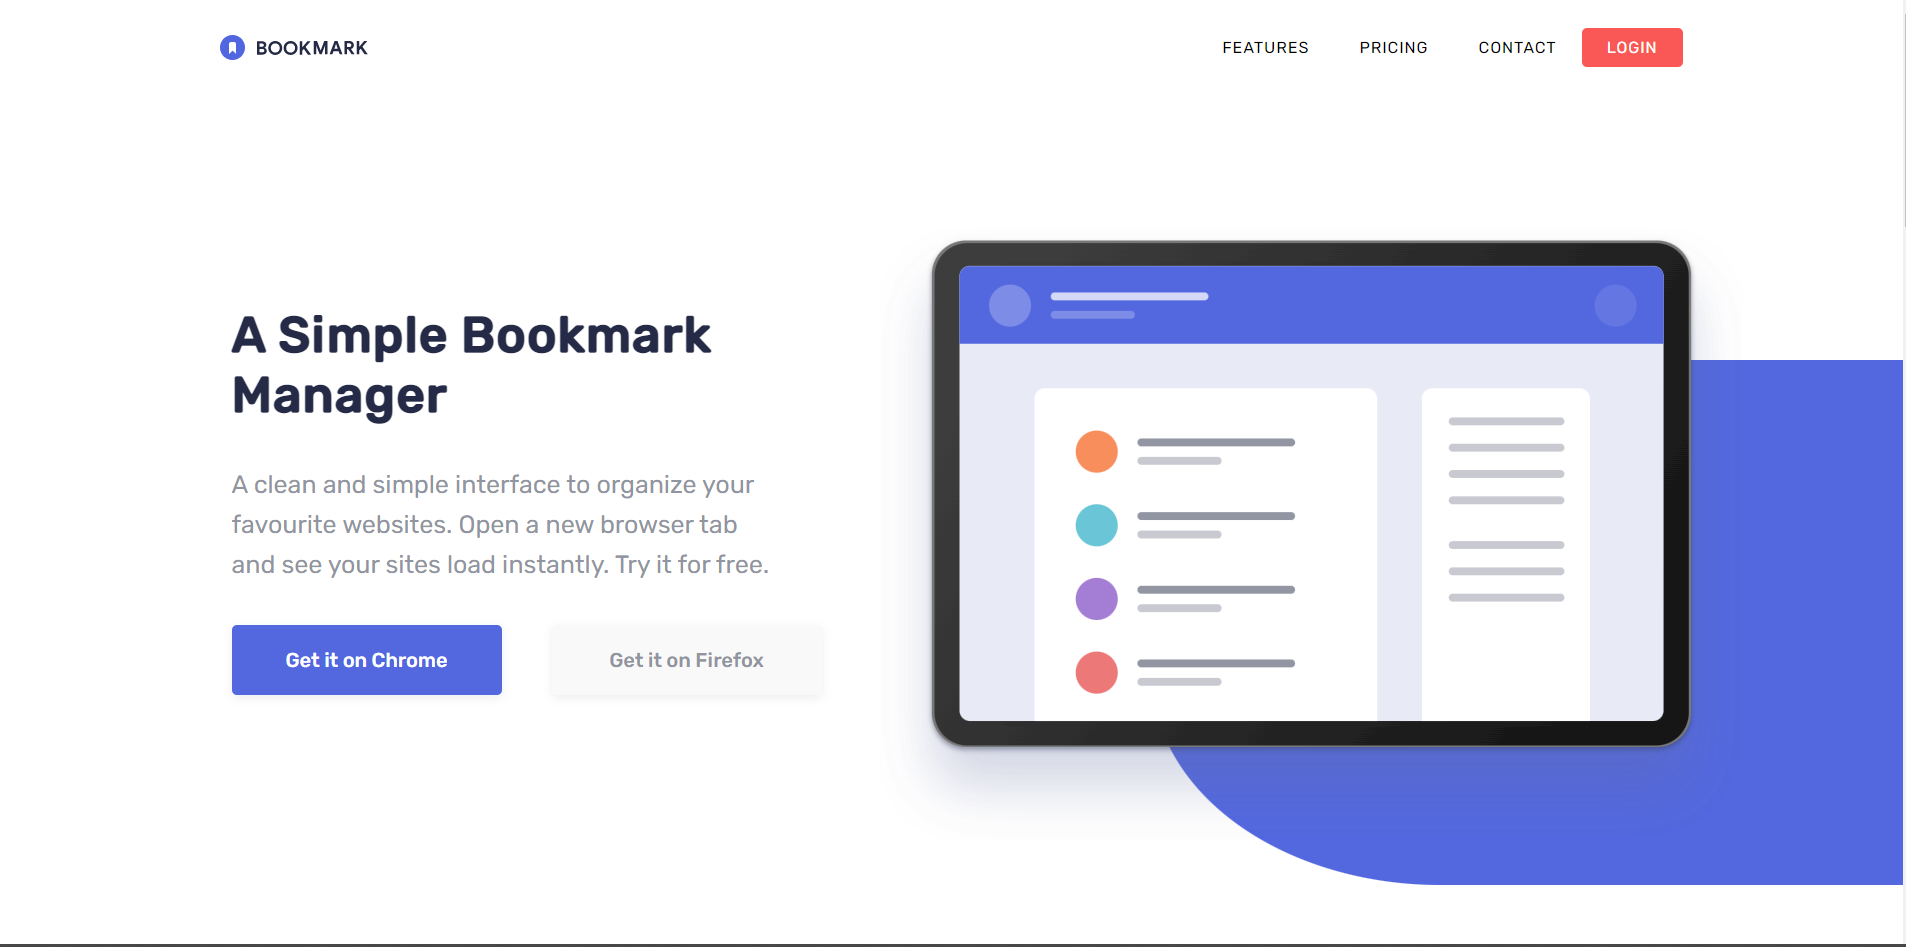 BOOKMARK
FEATURES
PRICING
CONTACT
LOGIN
A Simple Bookmark
Manager
A clean and simple interface to organize your
favourite websites. Open a new browser tab
and see your sites load instantly. Try it for free.
Get it on Chrome
Get it on Firefox